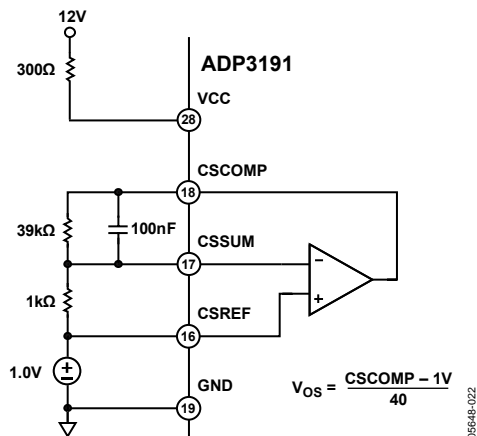 12V
ADP3191
300Ω
VCC
28
CSCOMP
18
39kΩ
100nF
CSSUM
17
−
1kΩ
+
CSREF
16
1.0V
+
−
GND
VOS = CSCOMP – 1V
40
19
05648-022